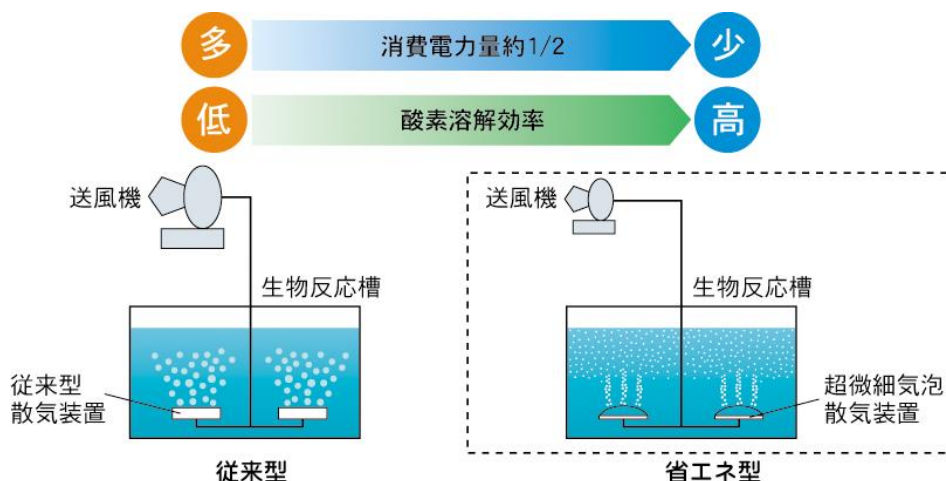 多
消費電力量約1/2
少
低
酸素溶解効率
高
送風機
生物反応槽
従来型
散気装置
従来型
送風機
生物反応槽
超微細気泡
散気装置
省エネ型